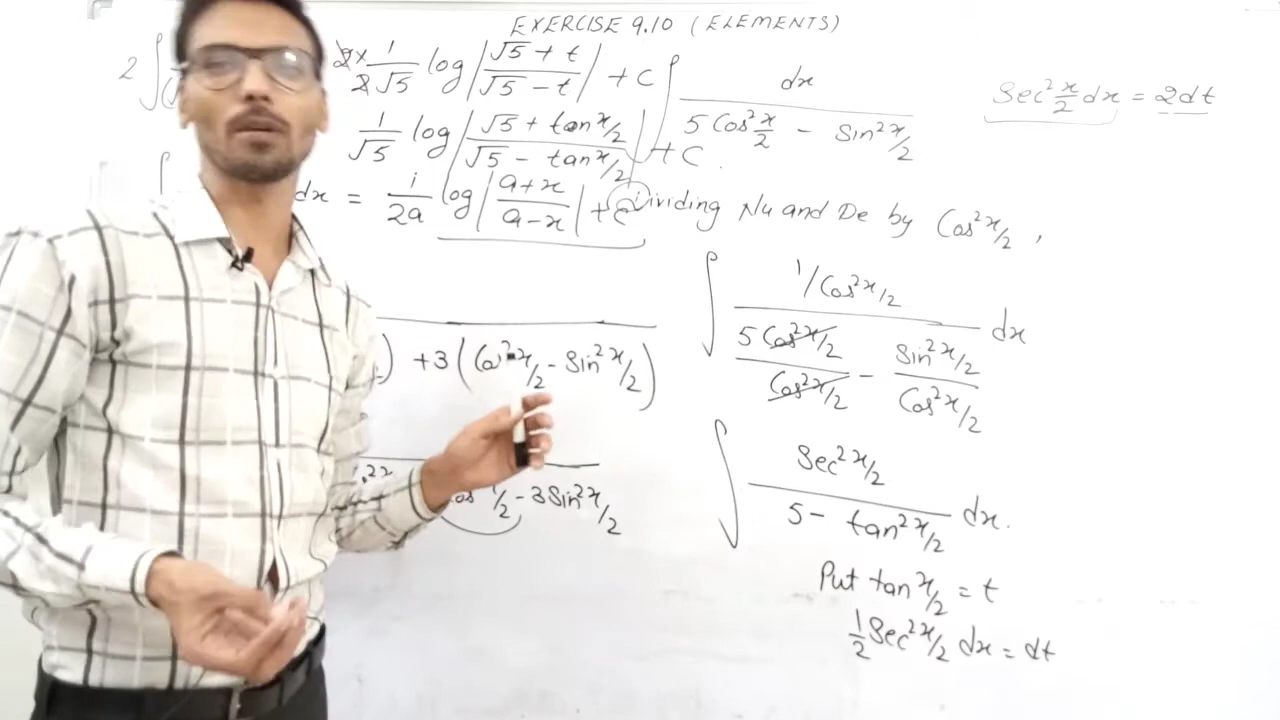 EXERCISE 9.10 (ELEMENTS)
2 ∫ 2× 1/2√5 log |√5 + t / √5 - t| + C
1/√5 log |√5 + tan x/2 / √5 - tan x/2| + C.
∫ dx = 1/2a log |a+x / a-x| + C
+3 (Cos² x/2 - Sin² x/2)
- 3 Sin² x/2
∫ dx / 5 Cos² x/2 - Sin² x/2
Sec² x/2 dx = 2dt
Dividing Nu and De by Cos² x/2 ,
∫ 1/Cos² x/2 / 5 Cos² x/2 / Cos² x/2 - Sin² x/2 / Cos² x/2 dx
∫ Sec² x/2 / 5 - tan² x/2 dx.
Put tan x/2 = t
1/2 Sec² x/2 dx = dt